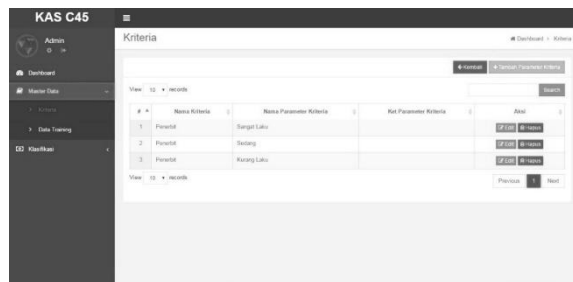 KAS C45
Kriteria
Admin
Dashboard > Kriteria
Dashboard
Kembali
Tambah Parameter Kriteria
Master Data
View 10 records
Search
Kriteria
# Nama Kriteria Nama Parameter Kriteria Ket Parameter Kriteria Aksi
Data Training
1 Penerbit Sangat Laku Edit Hapus
Klasifikasi
2 Penerbit Sedang Edit Hapus
3 Penerbit Kurang Laku Edit Hapus
View 10 records
Previous 1 Next